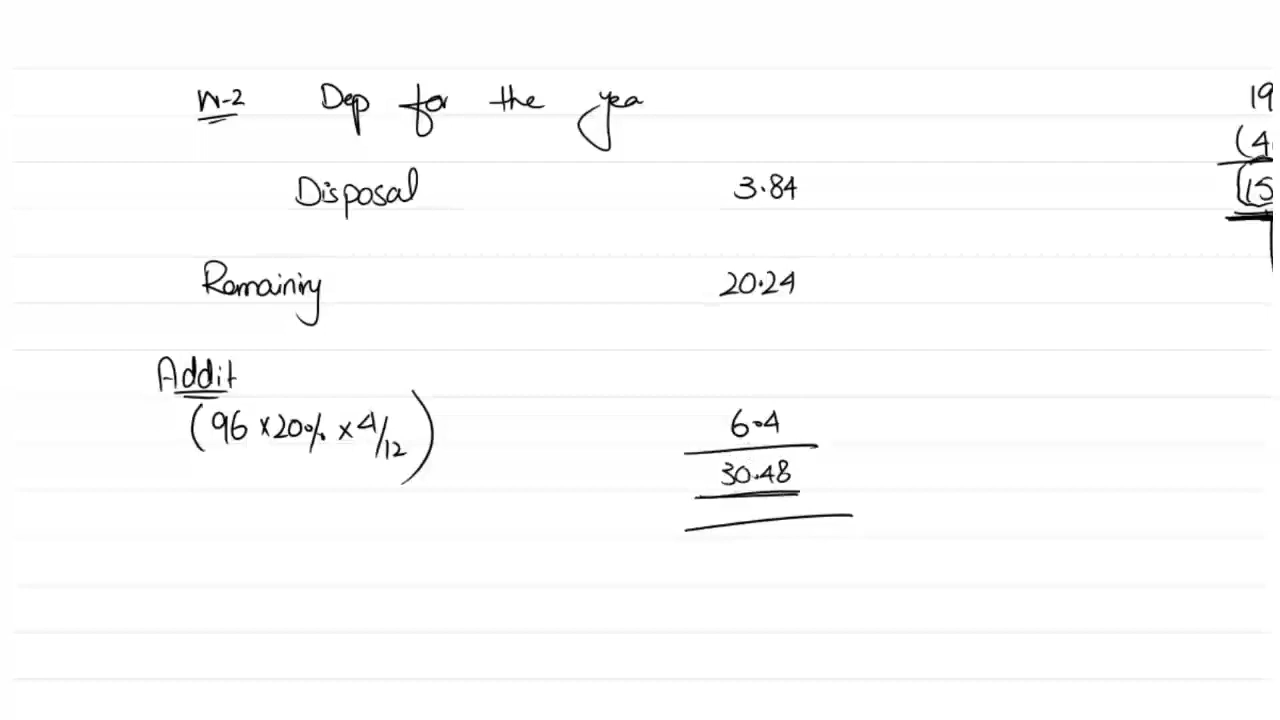 W-2 Dep for the yea
19
(4
Disposal 3.84
(15
Remaining 20.24
Addit
(96 x 20% x 4/12) 6.4
30.48